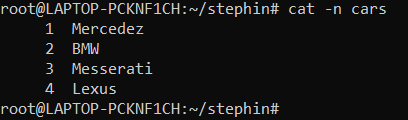 root@LAPTOP-PCKNF1CH:~/stephin# cat -n cars
1 Mercedez
2 BMW
3 Messerati
4 Lexus
root@LAPTOP-PCKNF1CH:~/stephin#